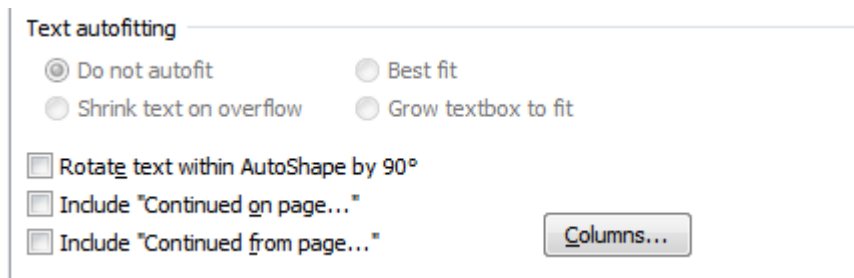 Text autofitting
Do not autofit Best fit
Shrink text on overflow Grow textbox to fit
Rotate text within AutoShape by 90°
Include "Continued on page..."
Include "Continued from page..." Columns...